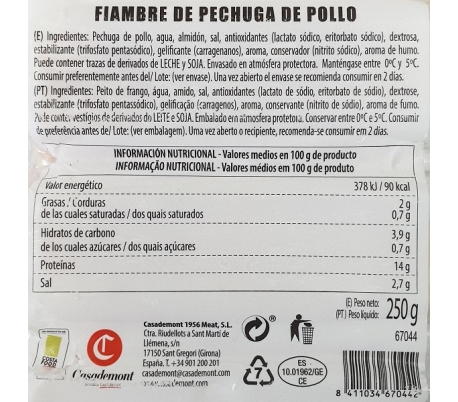 FIAMBRE DE PECHUGA DE POLLO
(E) Ingredientes: Pechuga de pollo, agua, almidón, sal, antioxidantes (lactato sódico, eritorbato sódico), dextrosa,
estabilizante (trifosfato pentasódico), gelificante (carragenanos), aroma, conservador (nitrito sódico), aroma de humo.
Puede contener trazas de derivados de LECHE y SOJA. Envasado en atmósfera protectora. Manténgase entre 0ºC y 5ºC.
Consumir preferentemente antes del/ Lote: (ver envase). Una vez abierto el envase se recomienda consumir en 2 días.
(PT) Ingredientes: Peito de frango, água, amido, sal, antioxidantes (lactato de sódio, eritorbato de sódio), dextrose,
estabilizante (trifosfato pentassódico), gelificação (carragenos), aroma, conservante (nitrito de sódio), aroma de fumo.
Pode conter vestígios de derivados do LEITE e SOJA. Embalado en atmosfera protetora. Conservar entre 0ºC e 5ºC. Consumir
de preferência antes de/ Lote: (ver embalagem). Uma vez aberto o recipiente, recomenda-se consumir em 2 dias.
INFORMACIÓN NUTRICIONAL - Valores medios en 100 g de producto
INFORMAÇÃO NUTRICIONAL - Valores médios em 100 g de produto
Valor energético 378 kJ / 90 kcal
Grasas / Gorduras 2 g
de las cuales saturadas / dos quais saturados 0,7 g
Hidratos de carbono 3,9 g
de los cuales azúcares / dos quais açúcares 0,7 g
Proteínas 14 g
Sal 2,7 g
(E) Peso neto:
(PT) Peso líquido: 250 g
67044
Casademont 1956 Meat, S.L.
Ctra. Riudellots a Sant Martí de
Llémena, s/n
17150 Sant Gregori (Girona)
España. T. +34 901 200 201
casademont@casademont.com
www.casademont.com
COSTA
FOOD
C
Casademont
7
ES
10.01962/GE
CE
8 411034 670442